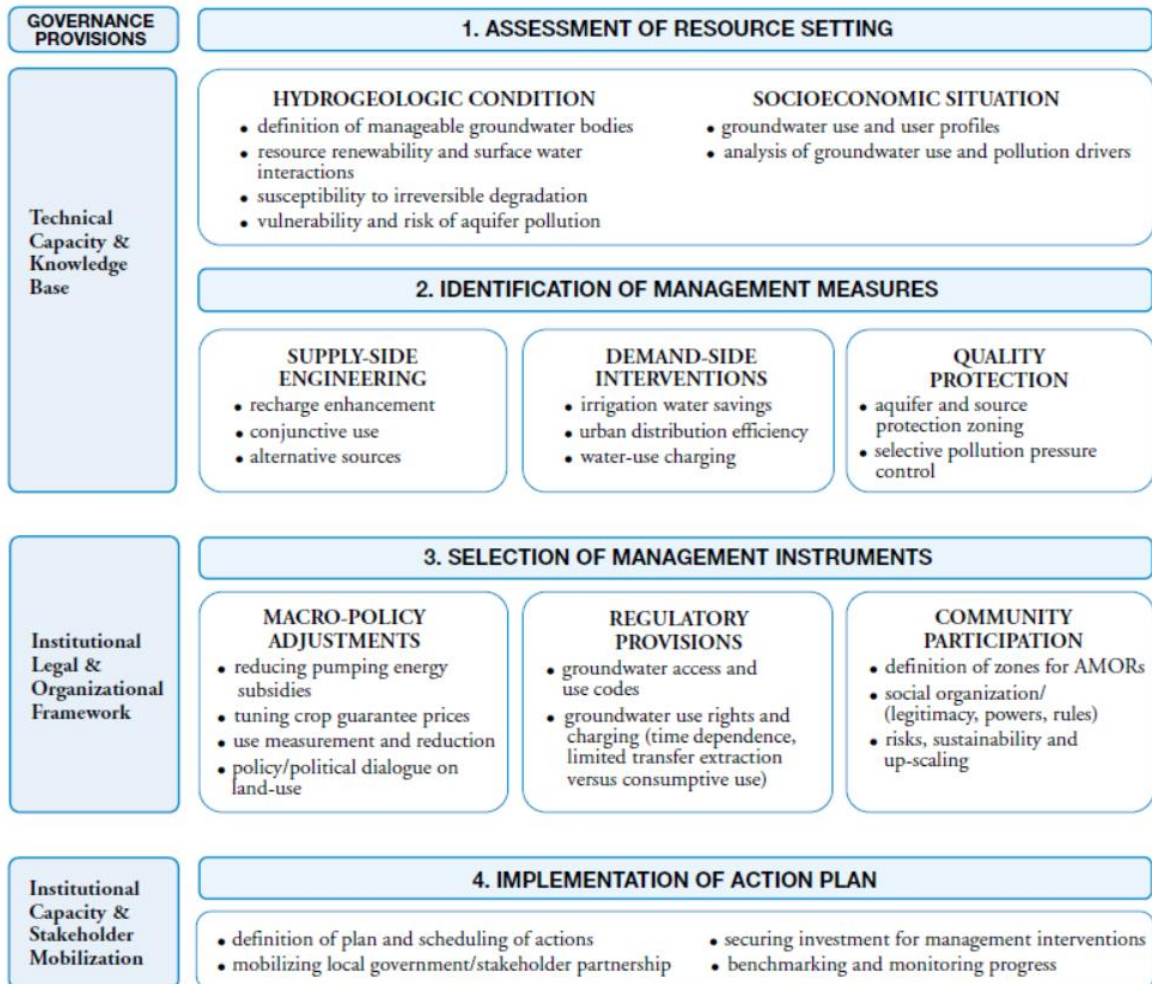 GOVERNANCE
PROVISIONS
1. ASSESSMENT OF RESOURCE SETTING
Technical
Capacity &
Knowledge
Base
HYDROGEOLOGIC CONDITION
• definition of manageable groundwater bodies
• resource renewability and surface water
interactions
• susceptibility to irreversible degradation
• vulnerability and risk of aquifer pollution
SOCIOECONOMIC SITUATION
• groundwater use and user profiles
• analysis of groundwater use and pollution drivers
2. IDENTIFICATION OF MANAGEMENT MEASURES
SUPPLY-SIDE
ENGINEERING
• recharge enhancement
• conjunctive use
• alternative sources
DEMAND-SIDE
INTERVENTIONS
• irrigation water savings
• urban distribution efficiency
• water-use charging
QUALITY
PROTECTION
• aquifer and source
protection zoning
• selective pollution pressure
control
Institutional
Legal &
Organizational
Framework
3. SELECTION OF MANAGEMENT INSTRUMENTS
MACRO-POLICY
ADJUSTMENTS
• reducing pumping energy
subsidies
• tuning crop guarantee prices
• use measurement and reduction
• policy/political dialogue on
land-use
REGULATORY
PROVISIONS
• groundwater access and
use codes
• groundwater use rights and
charging (time dependence,
limited transfer extraction
versus consumptive use)
COMMUNITY
PARTICIPATION
• definition of zones for AMORs
• social organization/
(legitimacy, powers, rules)
• risks, sustainability and
up-scaling
Institutional
Capacity &
Stakeholder
Mobilization
4. IMPLEMENTATION OF ACTION PLAN
• definition of plan and scheduling of actions
• mobilizing local government/stakeholder partnership
• securing investment for management interventions
• benchmarking and monitoring progress